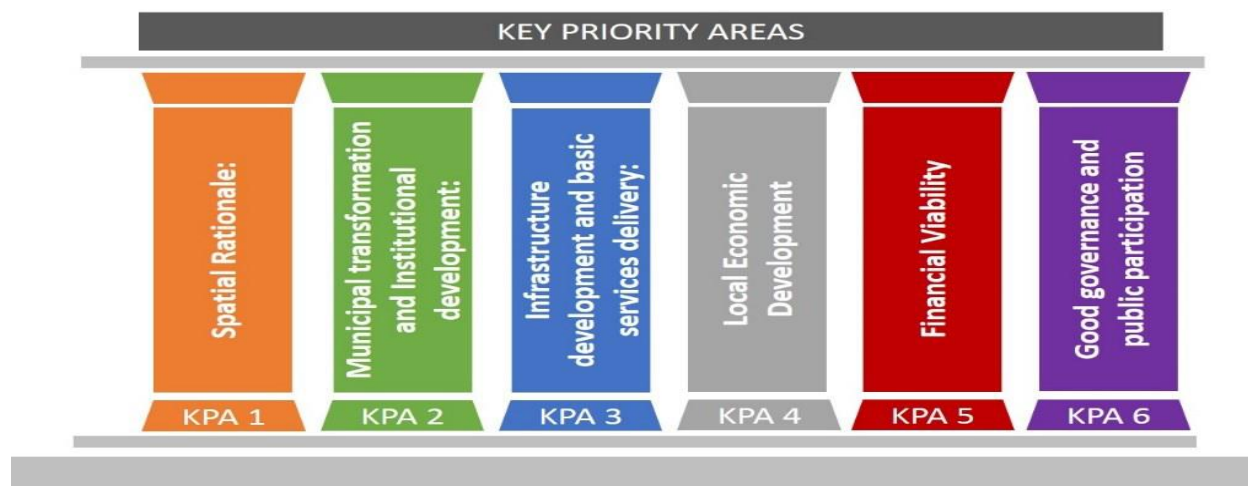 KEY PRIORITY AREAS
Spatial Rationale:
Municipal transformation
and Institutional
development:
Infrastructure
development and basic
services delivery:
Local Economic
Development
Financial Viability
Good governance and
public participation
KPA 1
KPA 2
KPA 3
KPA 4
KPA 5
KPA 6